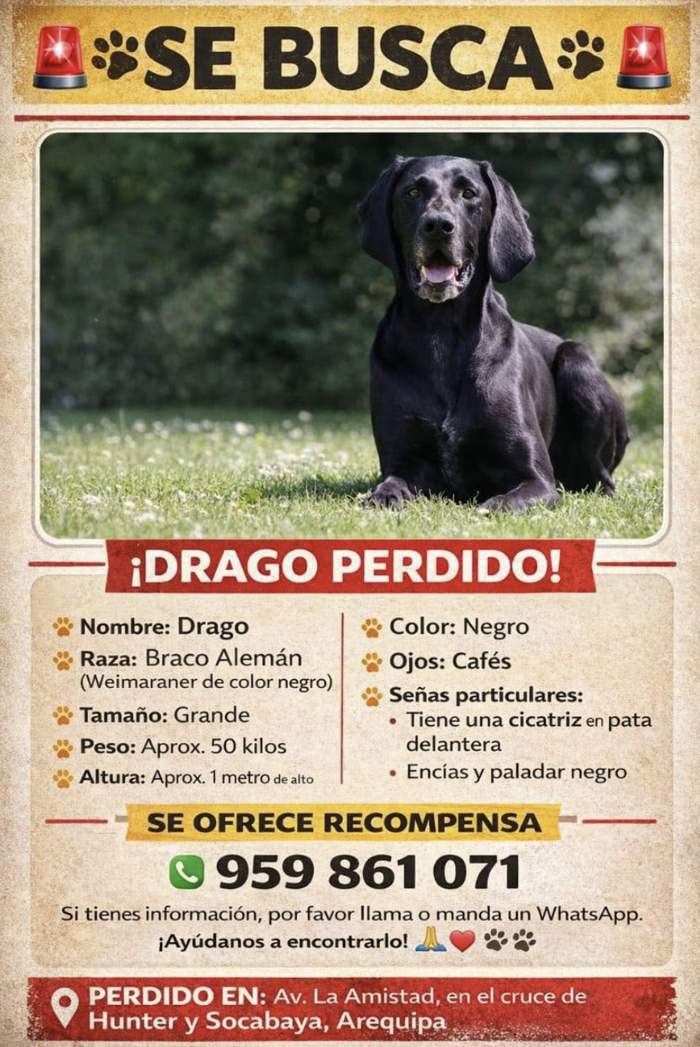 SE BUSCA
¡DRAGO PERDIDO!
Nombre: Drago
Raza: Braco Alemán
(Weimaraner de color negro)
Tamaño: Grande
Peso: Aprox. 50 kilos
Altura: Aprox. 1 metro de alto
Color: Negro
Ojos: Cafés
Señas particulares:
• Tiene una cicatriz en pata
delantera
• Encías y paladar negro
SE OFRECE RECOMPENSA
959 861 071
Si tienes información, por favor llama o manda un WhatsApp.
¡Ayúdanos a encontrarlo! 🙏❤️🐾🐾
PERDIDO EN: Av. La Amistad, en el cruce de
Hunter y Socabaya, Arequipa